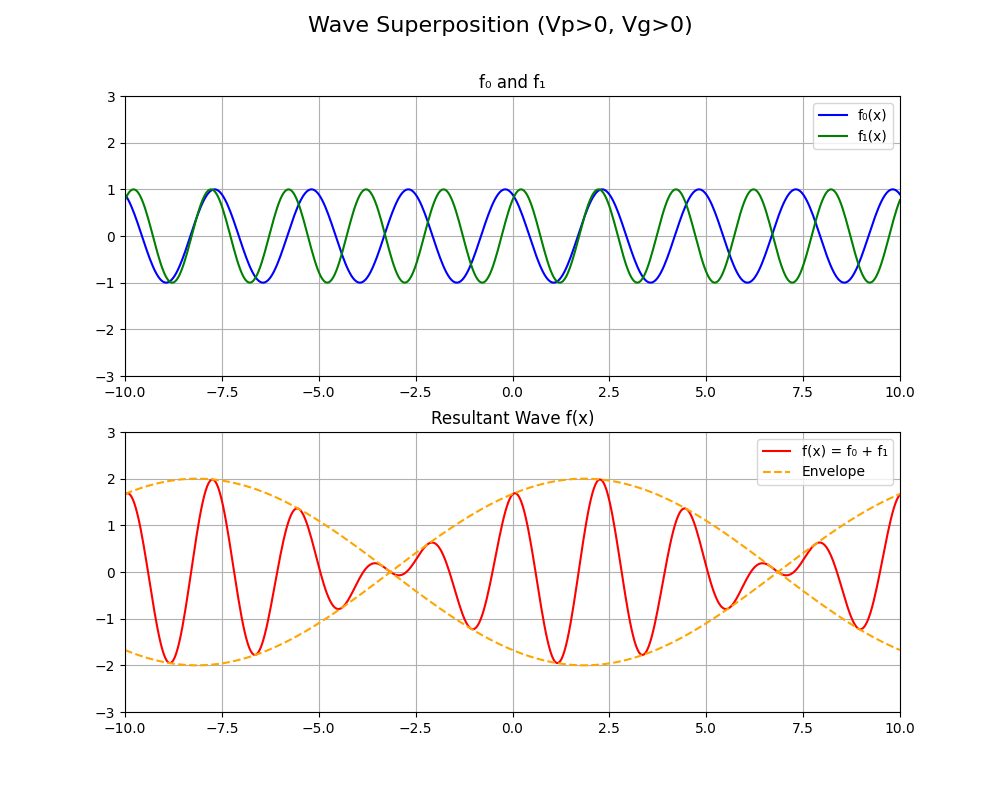 Wave Superposition (Vp>0, Vg>0)
f₀ and f₁
3
2
1
0
−1
−2
−3
f₀(x)
f₁(x)
−10.0 −7.5 −5.0 −2.5 0.0 2.5 5.0 7.5 10.0
Resultant Wave f(x)
3
2
1
0
−1
−2
−3
f(x) = f₀ + f₁
Envelope
−10.0 −7.5 −5.0 −2.5 0.0 2.5 5.0 7.5 10.0